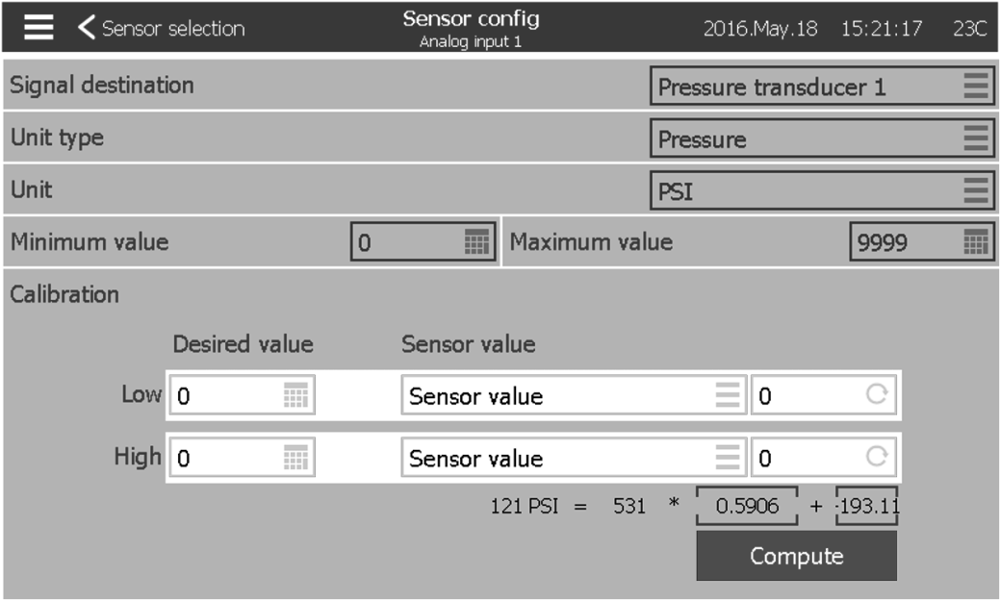 Sensor selection Sensor config 2016.May.18 15:21:17 23C
Analog input 1
Signal destination Pressure transducer 1
Unit type Pressure
Unit PSI
Minimum value 0 Maximum value 9999
Calibration
Desired value Sensor value
Low 0 Sensor value 0
High 0 Sensor value 0
121 PSI = 531 * 0.5906 + -193.11
Compute